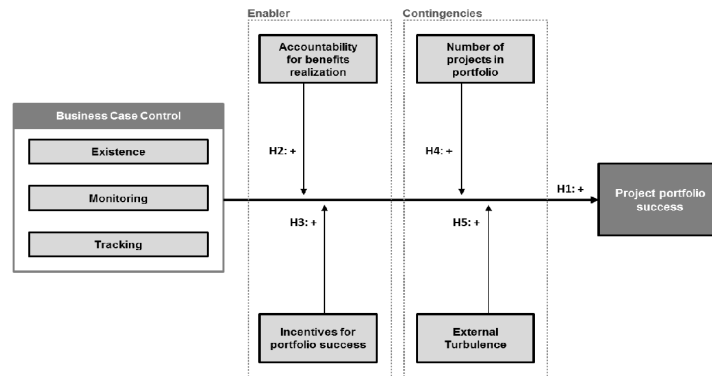 Enabler
Contingencies
Accountability
for benefits
realization
Number of
projects in
portfolio
Business Case Control
Existence
Monitoring
Tracking
H2: +
H4: +
H1: +
Project portfolio
success
H3: +
H5: +
Incentives for
portfolio success
External
Turbulence